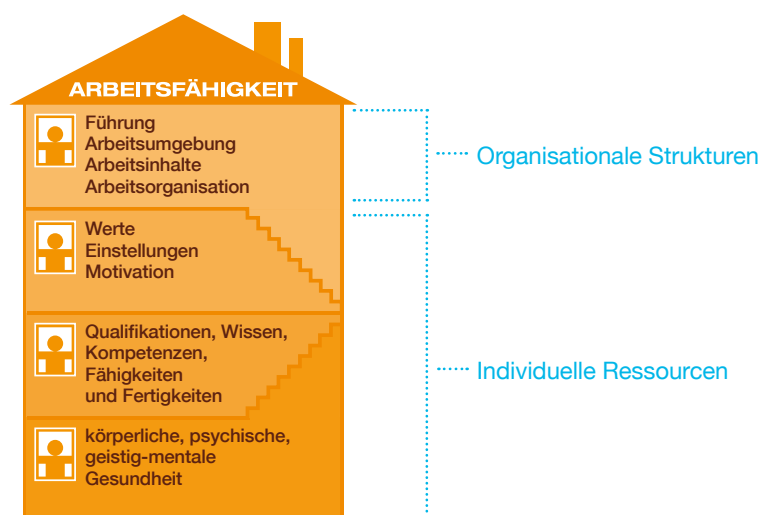 ARBEITSFÄHIGKEIT
Führung
Arbeitsumgebung
Arbeitsinhalte
Arbeitsorganisation
Organisationale Strukturen
Werte
Einstellungen
Motivation
Qualifikationen, Wissen,
Kompetenzen,
Fähigkeiten
und Fertigkeiten
Individuelle Ressourcen
körperliche, psychische,
geistig-mentale
Gesundheit